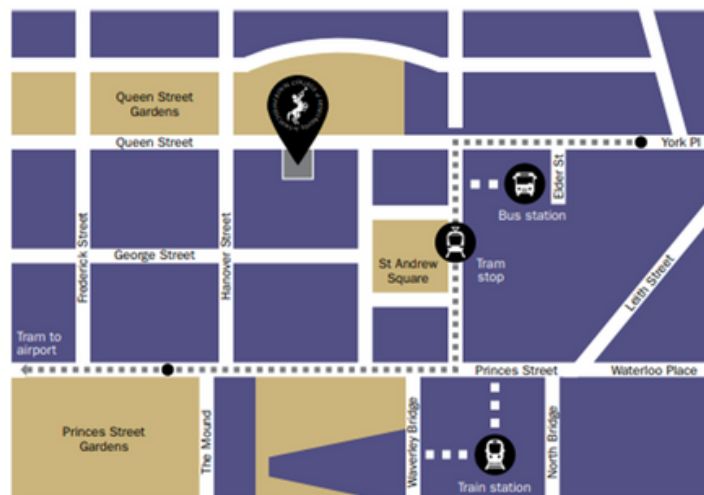 Queen Street
Gardens
Queen Street
York Pl
Elder St
Bus station
Frederick Street
Hanover Street
George Street
St Andrew
Square
Tram
stop
Leith Street
Tram to
airport
Princes Street
Waterloo Place
Princes Street
Gardens
The Mound
Waverley Bridge
North Bridge
Train station